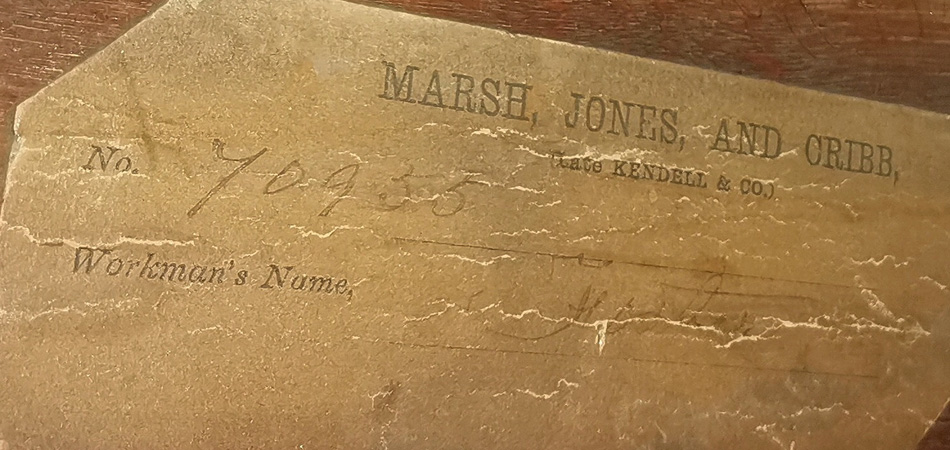 MARSH, JONES, AND CRIBB,
(Late KENDELL & CO.)
No. 70935
Workman's Name,